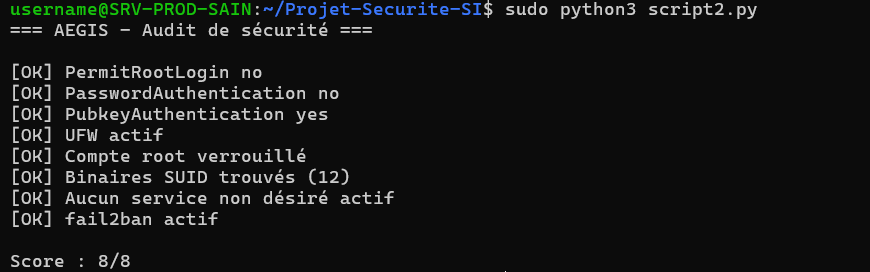 username@SRV-PROD-SAIN:~/Projet-Securite-SI$ sudo python3 script2.py
=== AEGIS - Audit de sécurité ===
[OK] PermitRootLogin no
[OK] PasswordAuthentication no
[OK] PubkeyAuthentication yes
[OK] UFW actif
[OK] Compte root verrouillé
[OK] Binaires SUID trouvés (12)
[OK] Aucun service non désiré actif
[OK] fail2ban actif
Score : 8/8